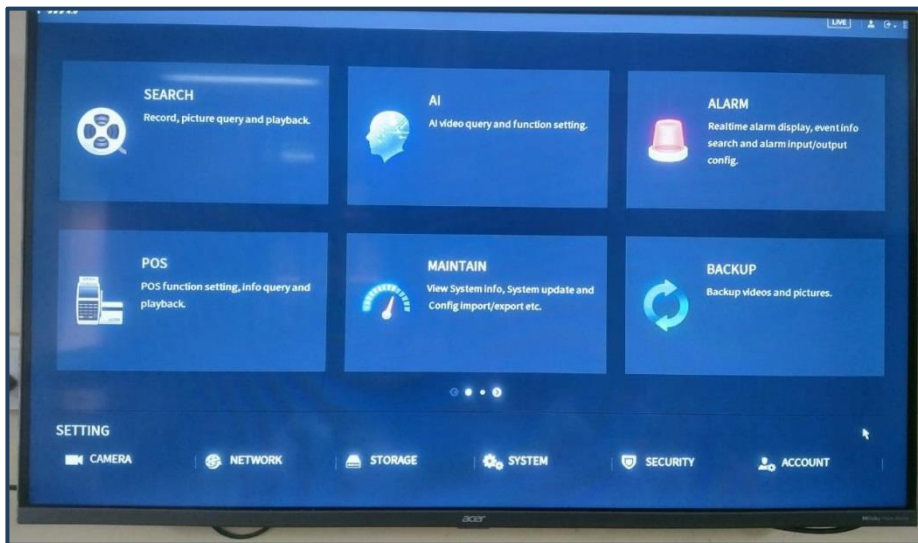 LIVE
SEARCH
Record, picture query and playback.
AI
AI video query and function setting.
ALARM
Realtime alarm display, event info
search and alarm input/output
config.
POS
POS function setting, info query and
playback.
MAINTAIN
View System info, System update and
Config import/export etc.
BACKUP
Backup videos and pictures.
SETTING
CAMERA
NETWORK
STORAGE
SYSTEM
SECURITY
ACCOUNT
acer